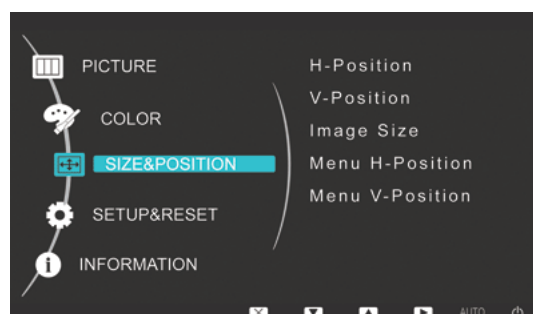 PICTURE
COLOR
SIZE&POSITION
SETUP&RESET
INFORMATION
H-Position
V-Position
Image Size
Menu H-Position
Menu V-Position
AUTO